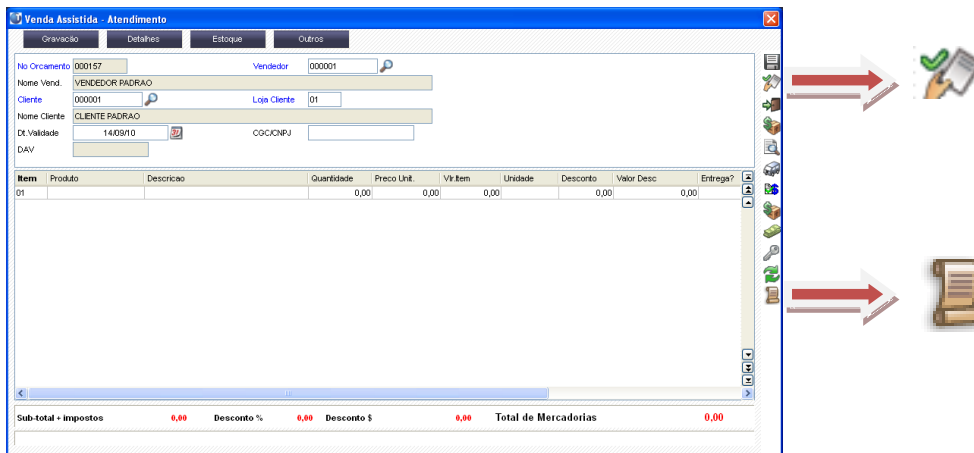 Venda Assistida - Atendimento
Gravacão Detalhes Estoque Outros
No Orcamento 000157 Vendedor 000001
Nome Vend. VENDEDOR PADRAO
Cliente 000001 Loja Cliente 01
Nome Cliente CLIENTE PADRAO
Dt.Validade 14/09/10 CGC/CNPJ
DAV
Item Produto Descricao Quantidade Preco Unit. Vlr.Item Unidade Desconto Valor Desc Entrega?
01 0,00 0,00 0,00 0,00 0,00
Sub-total + impostos 0,00 Desconto % 0,00 Desconto $ 0,00 Total de Mercadorias 0,00